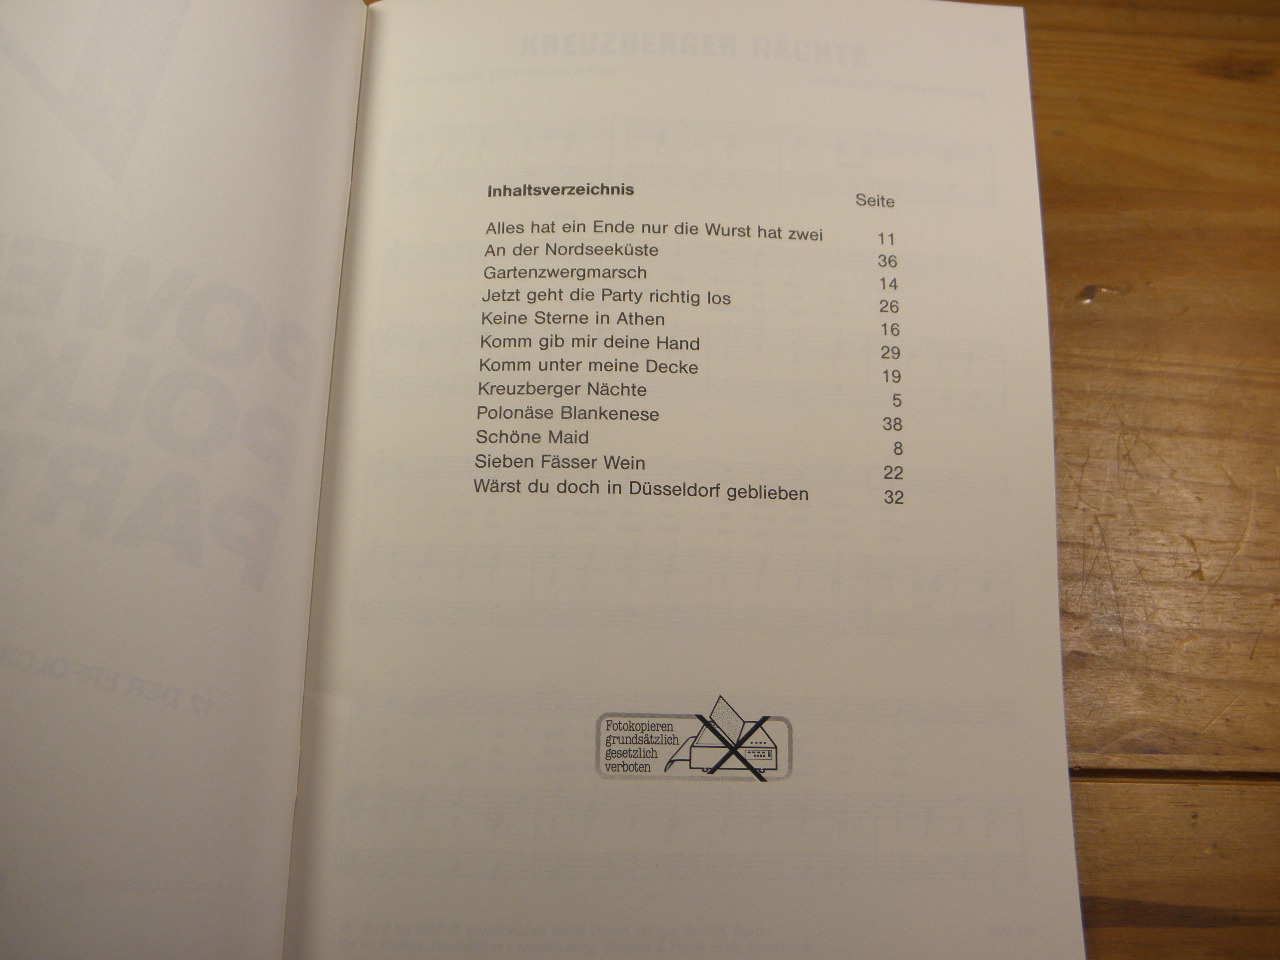 Inhaltsverzeichnis Seite
Alles hat ein Ende nur die Wurst hat zwei 11
An der Nordseeküste 36
Gartenzwergmarsch 14
Jetzt geht die Party richtig los 26
Keine Sterne in Athen 16
Komm gib mir deine Hand 29
Komm unter meine Decke 19
Kreuzberger Nächte 5
Polonäse Blankenese 38
Schöne Maid 8
Sieben Fässer Wein 22
Wärst du doch in Düsseldorf geblieben 32
Fotokopieren
grundsätzlich
gesetzlich
verboten